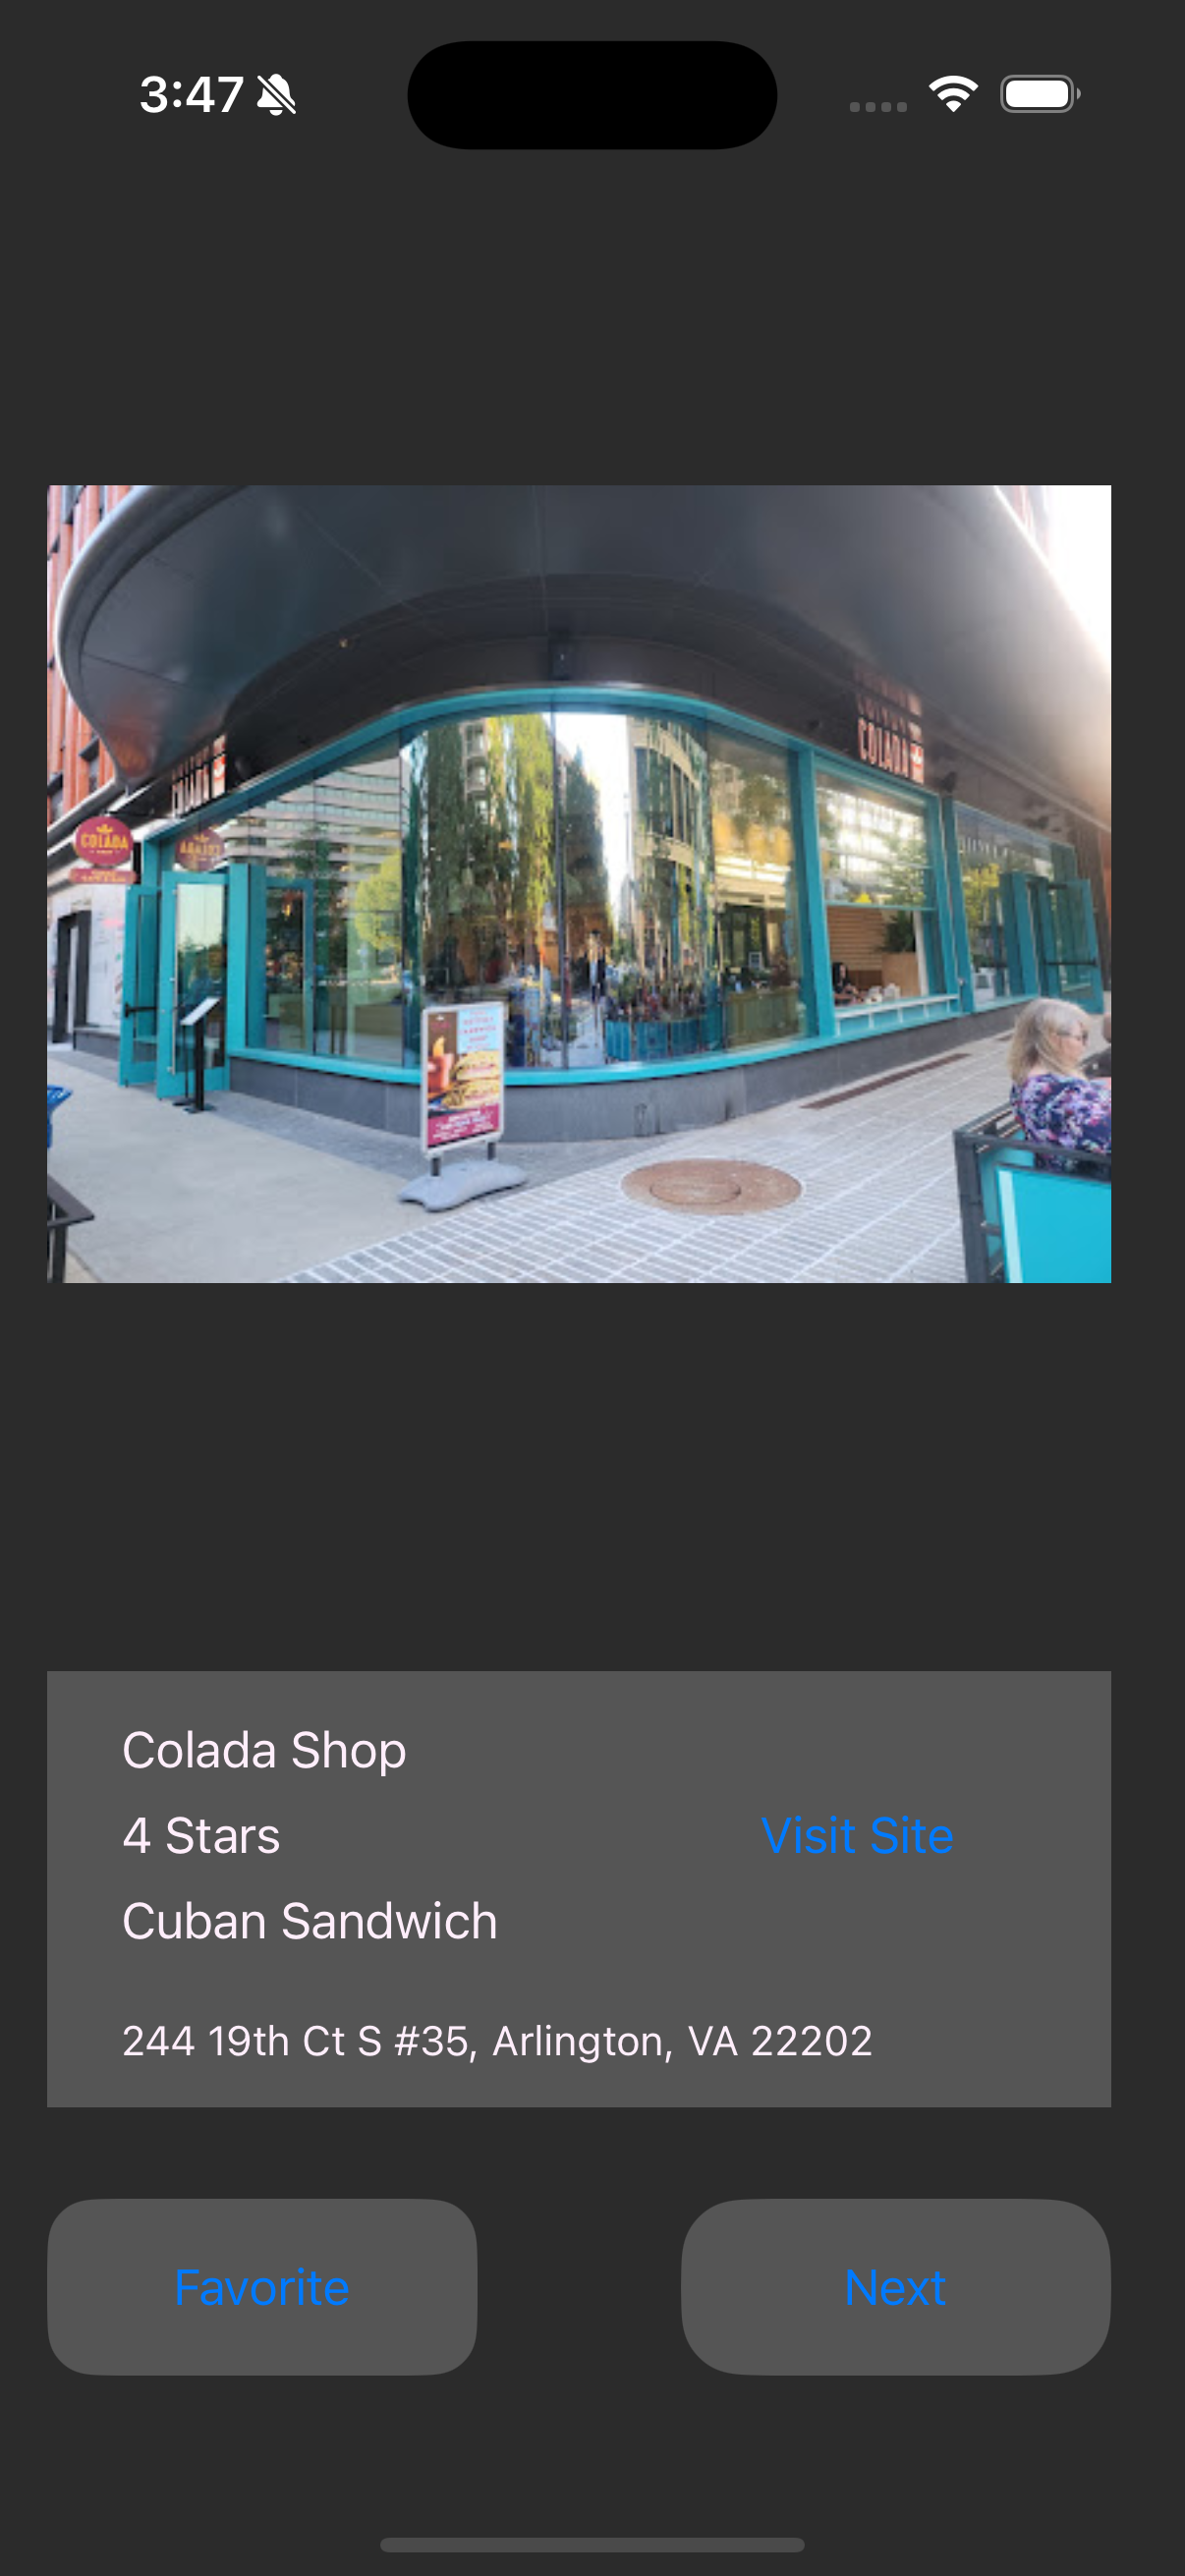 3:47
COLADA
COLADA
Colada Shop
4 Stars
Visit Site
Cuban Sandwich
244 19th Ct S #35, Arlington, VA 22202
Favorite
Next